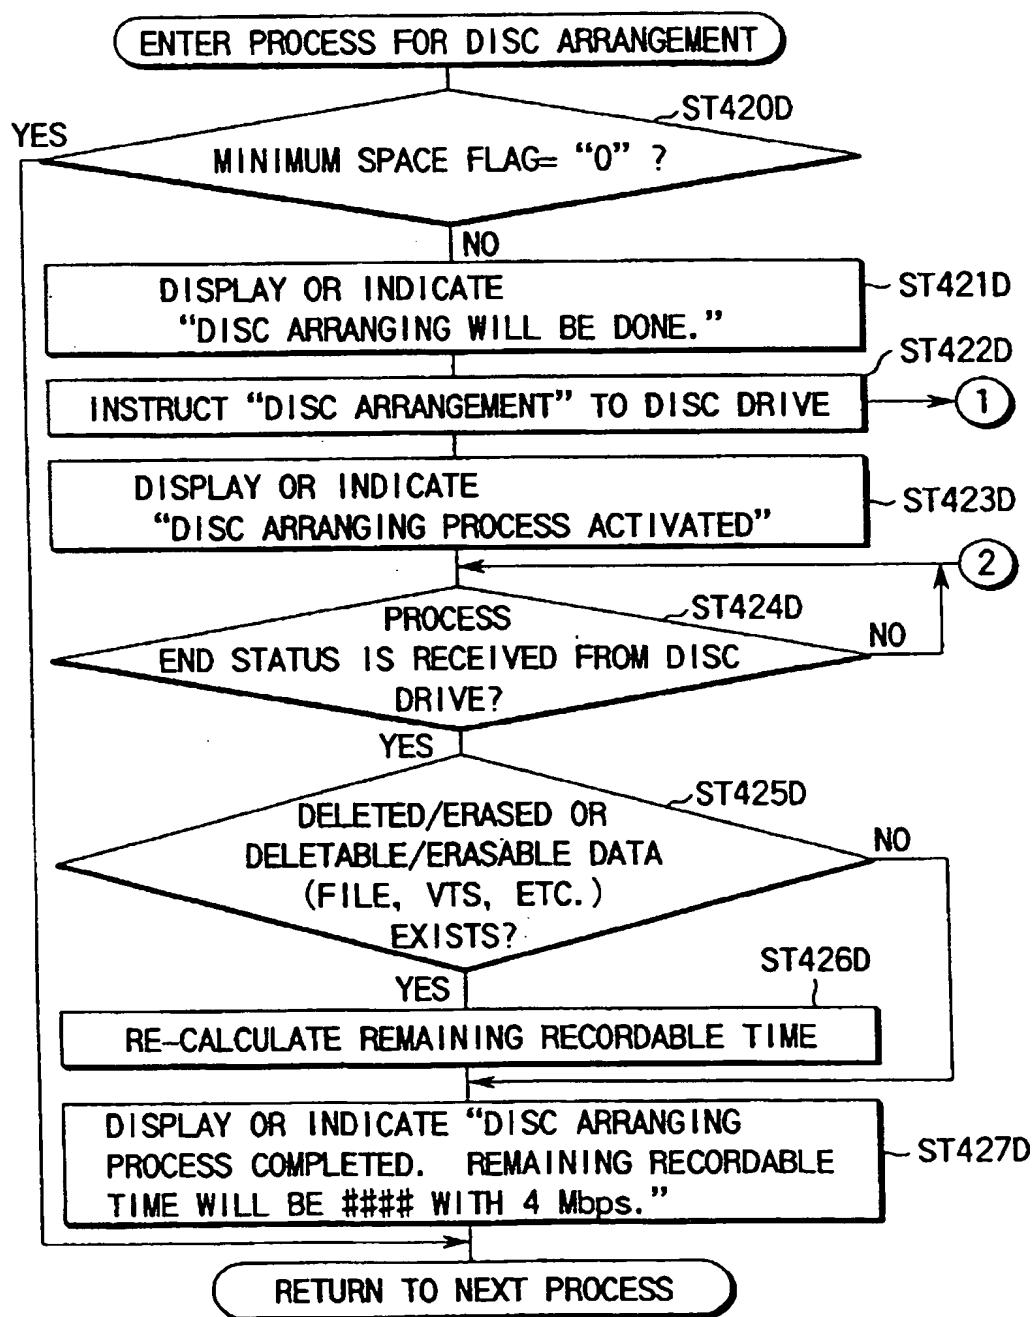 ENTER PROCESS FOR DISC ARRANGEMENT
ST420D
YES
MINIMUM SPACE FLAG= “0” ?
NO
DISPLAY OR INDICATE
“DISC ARRANGING WILL BE DONE.”
ST421D
ST422D
INSTRUCT “DISC ARRANGEMENT” TO DISC DRIVE
1
DISPLAY OR INDICATE
“DISC ARRANGING PROCESS ACTIVATED”
ST423D
2
ST424D
PROCESS
END STATUS IS RECEIVED FROM DISC
DRIVE?
NO
YES
ST425D
DELETED/ERASED OR
DELETABLE/ERASABLE DATA
(FILE, VTS, ETC.)
EXISTS?
NO
YES
ST426D
RE-CALCULATE REMAINING RECORDABLE TIME
DISPLAY OR INDICATE “DISC ARRANGING
PROCESS COMPLETED. REMAINING RECORDABLE
TIME WILL BE #### WITH 4 Mbps.”
ST427D
RETURN TO NEXT PROCESS